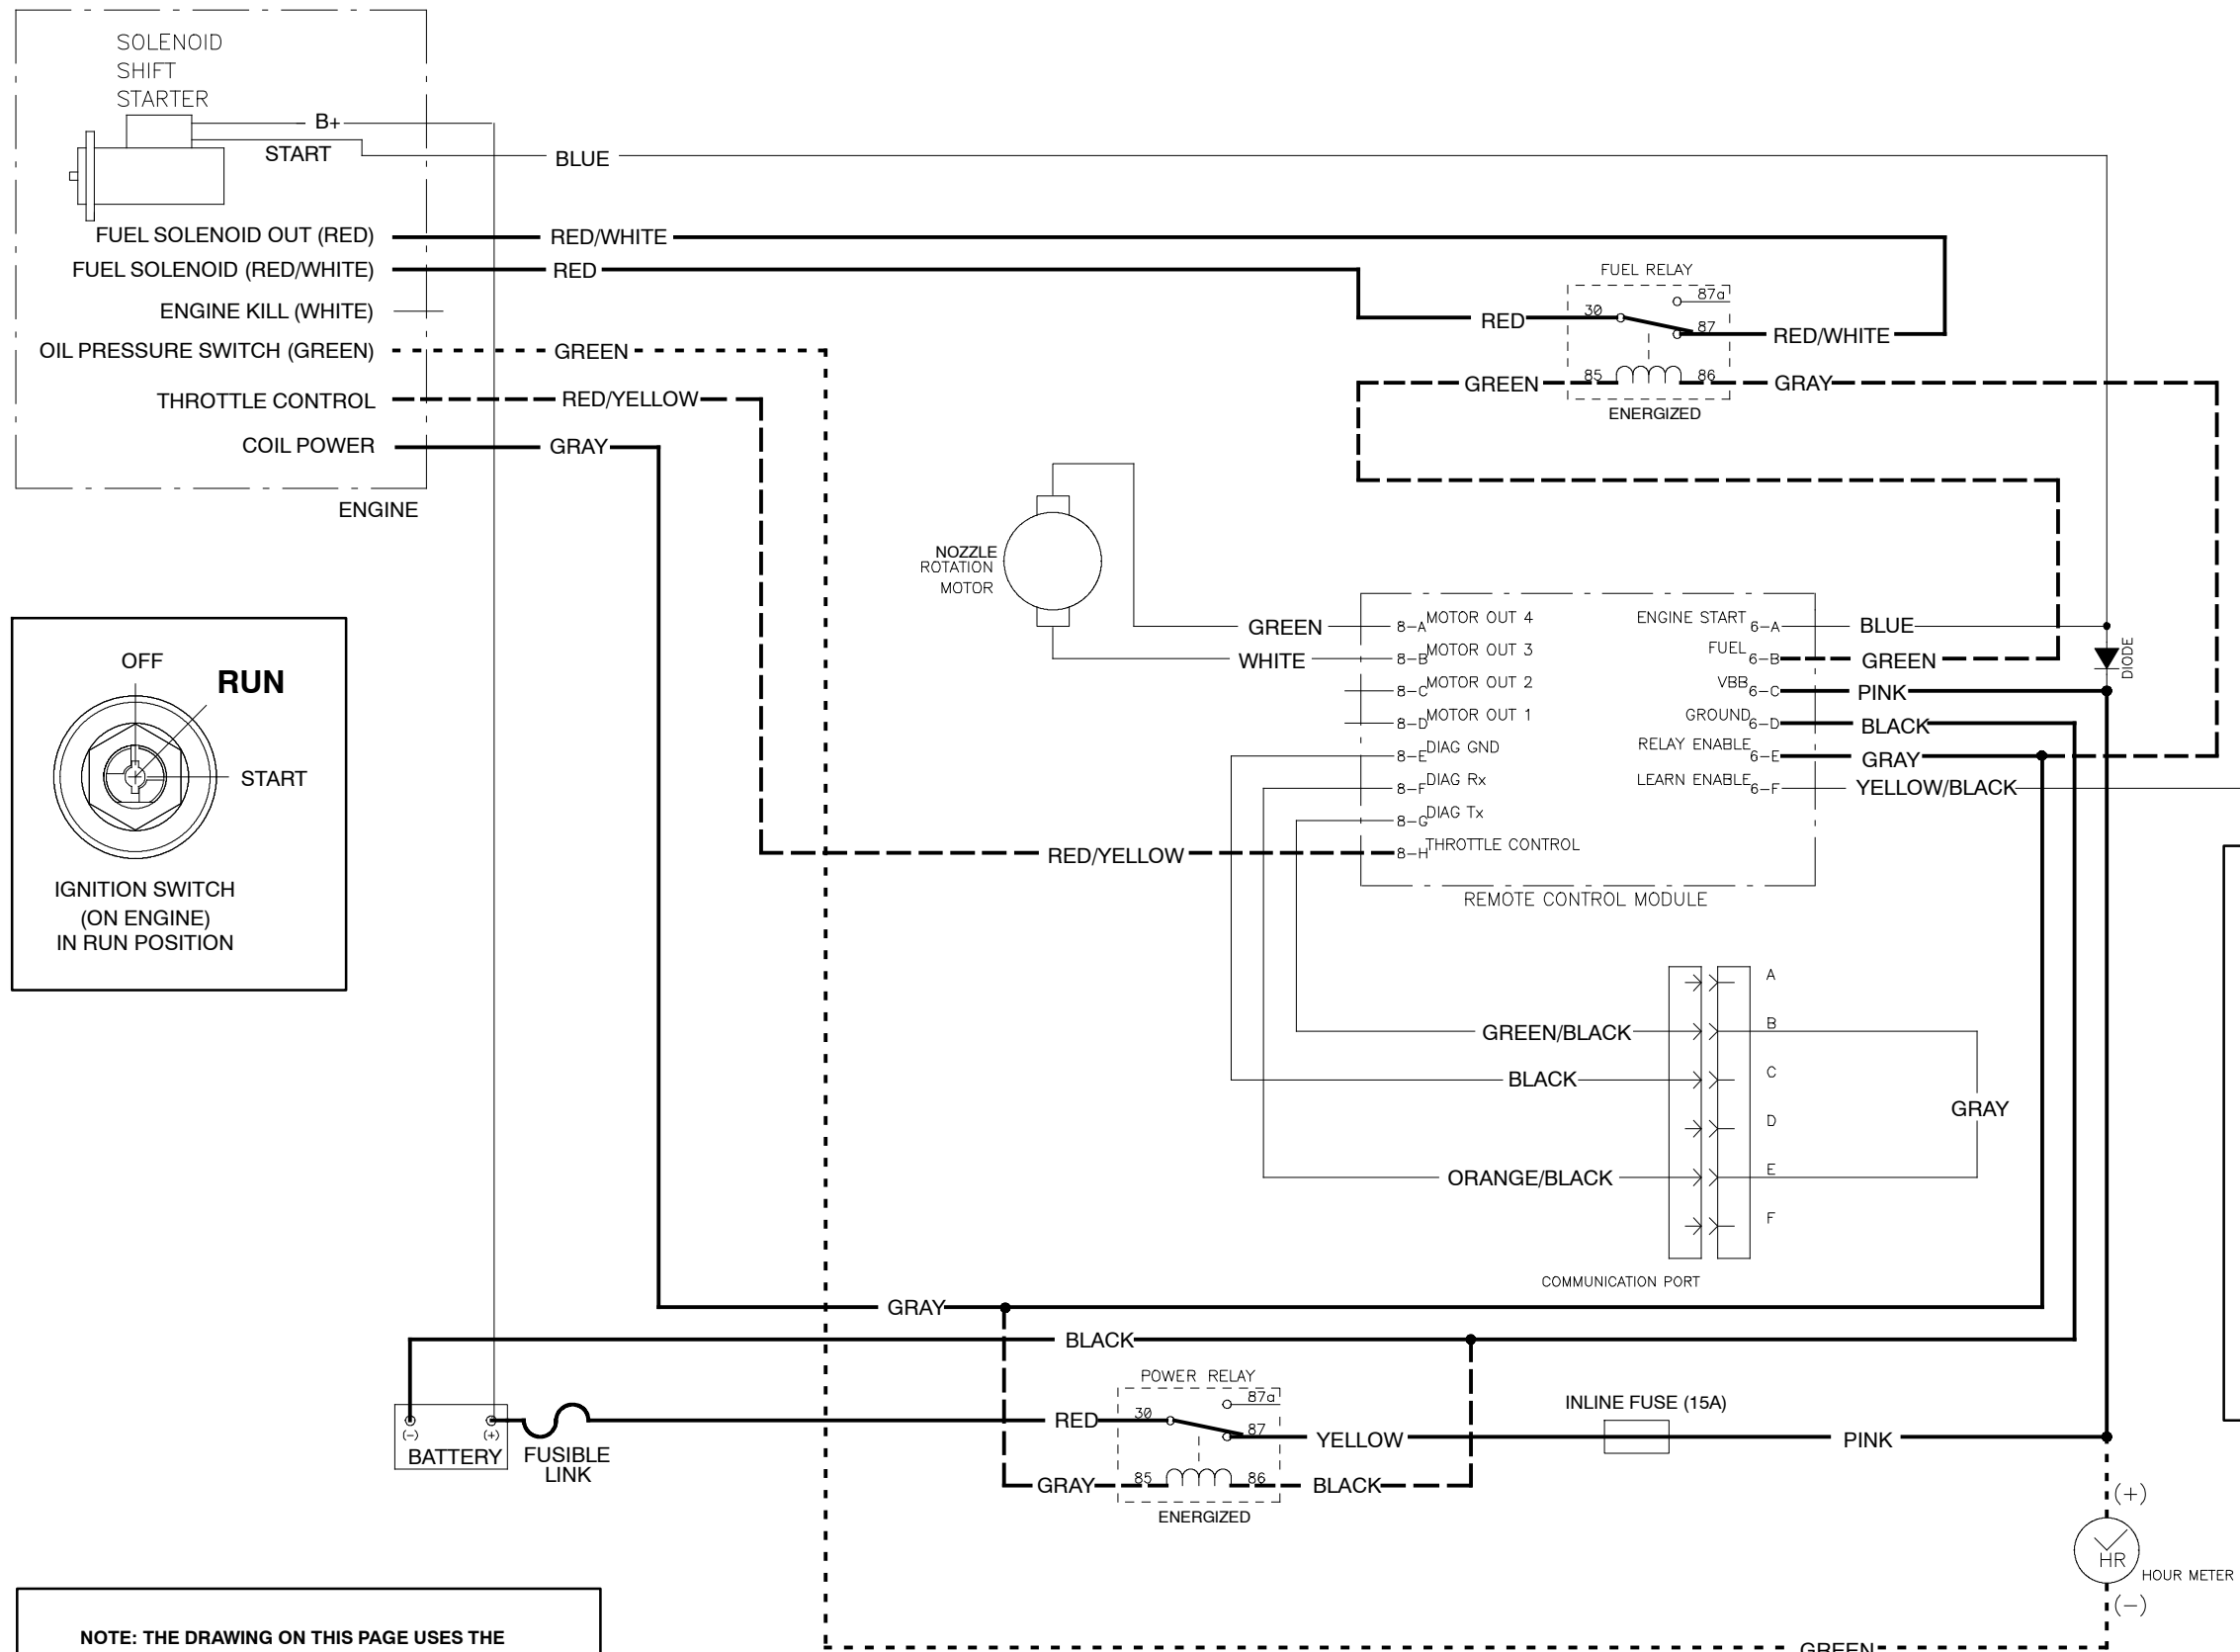 SOLENOID
SHIFT
STARTER
B+
START
BLUE
FUEL SOLENOID OUT (RED)
RED/WHITE
FUEL SOLENOID (RED/WHITE)
RED
ENGINE KILL (WHITE)
OIL PRESSURE SWITCH (GREEN)
GREEN
THROTTLE CONTROL
RED/YELLOW
COIL POWER
GRAY
ENGINE
FUEL RELAY
87a
30
87
RED
RED/WHITE
85
86
GREEN
GRAY
ENERGIZED
NOZZLE
ROTATION
MOTOR
GREEN
WHITE
8-A MOTOR OUT 4
8-B MOTOR OUT 3
8-C MOTOR OUT 2
8-D MOTOR OUT 1
8-E DIAG GND
8-F DIAG Rx
8-G DIAG Tx
8-H THROTTLE CONTROL
RED/YELLOW
ENGINE START 6-A BLUE
FUEL 6-B GREEN
VBB 6-C PINK
GROUND 6-D BLACK
RELAY ENABLE 6-E GRAY
LEARN ENABLE 6-F YELLOW/BLACK
DIODE
REMOTE CONTROL MODULE
OFF
RUN
START
IGNITION SWITCH
(ON ENGINE)
IN RUN POSITION
A
GREEN/BLACK
B
BLACK
C
GRAY
D
ORANGE/BLACK
E
F
COMMUNICATION PORT
GRAY
BLACK
POWER RELAY
87a
30
87
RED
YELLOW
INLINE FUSE (15A)
PINK
GRAY
85
86
BLACK
ENERGIZED
(-)
(+)
BATTERY
FUSIBLE
LINK
(+)
HR
HOUR METER
(-)
GREEN
NOTE: THE DRAWING ON THIS PAGE USES THE